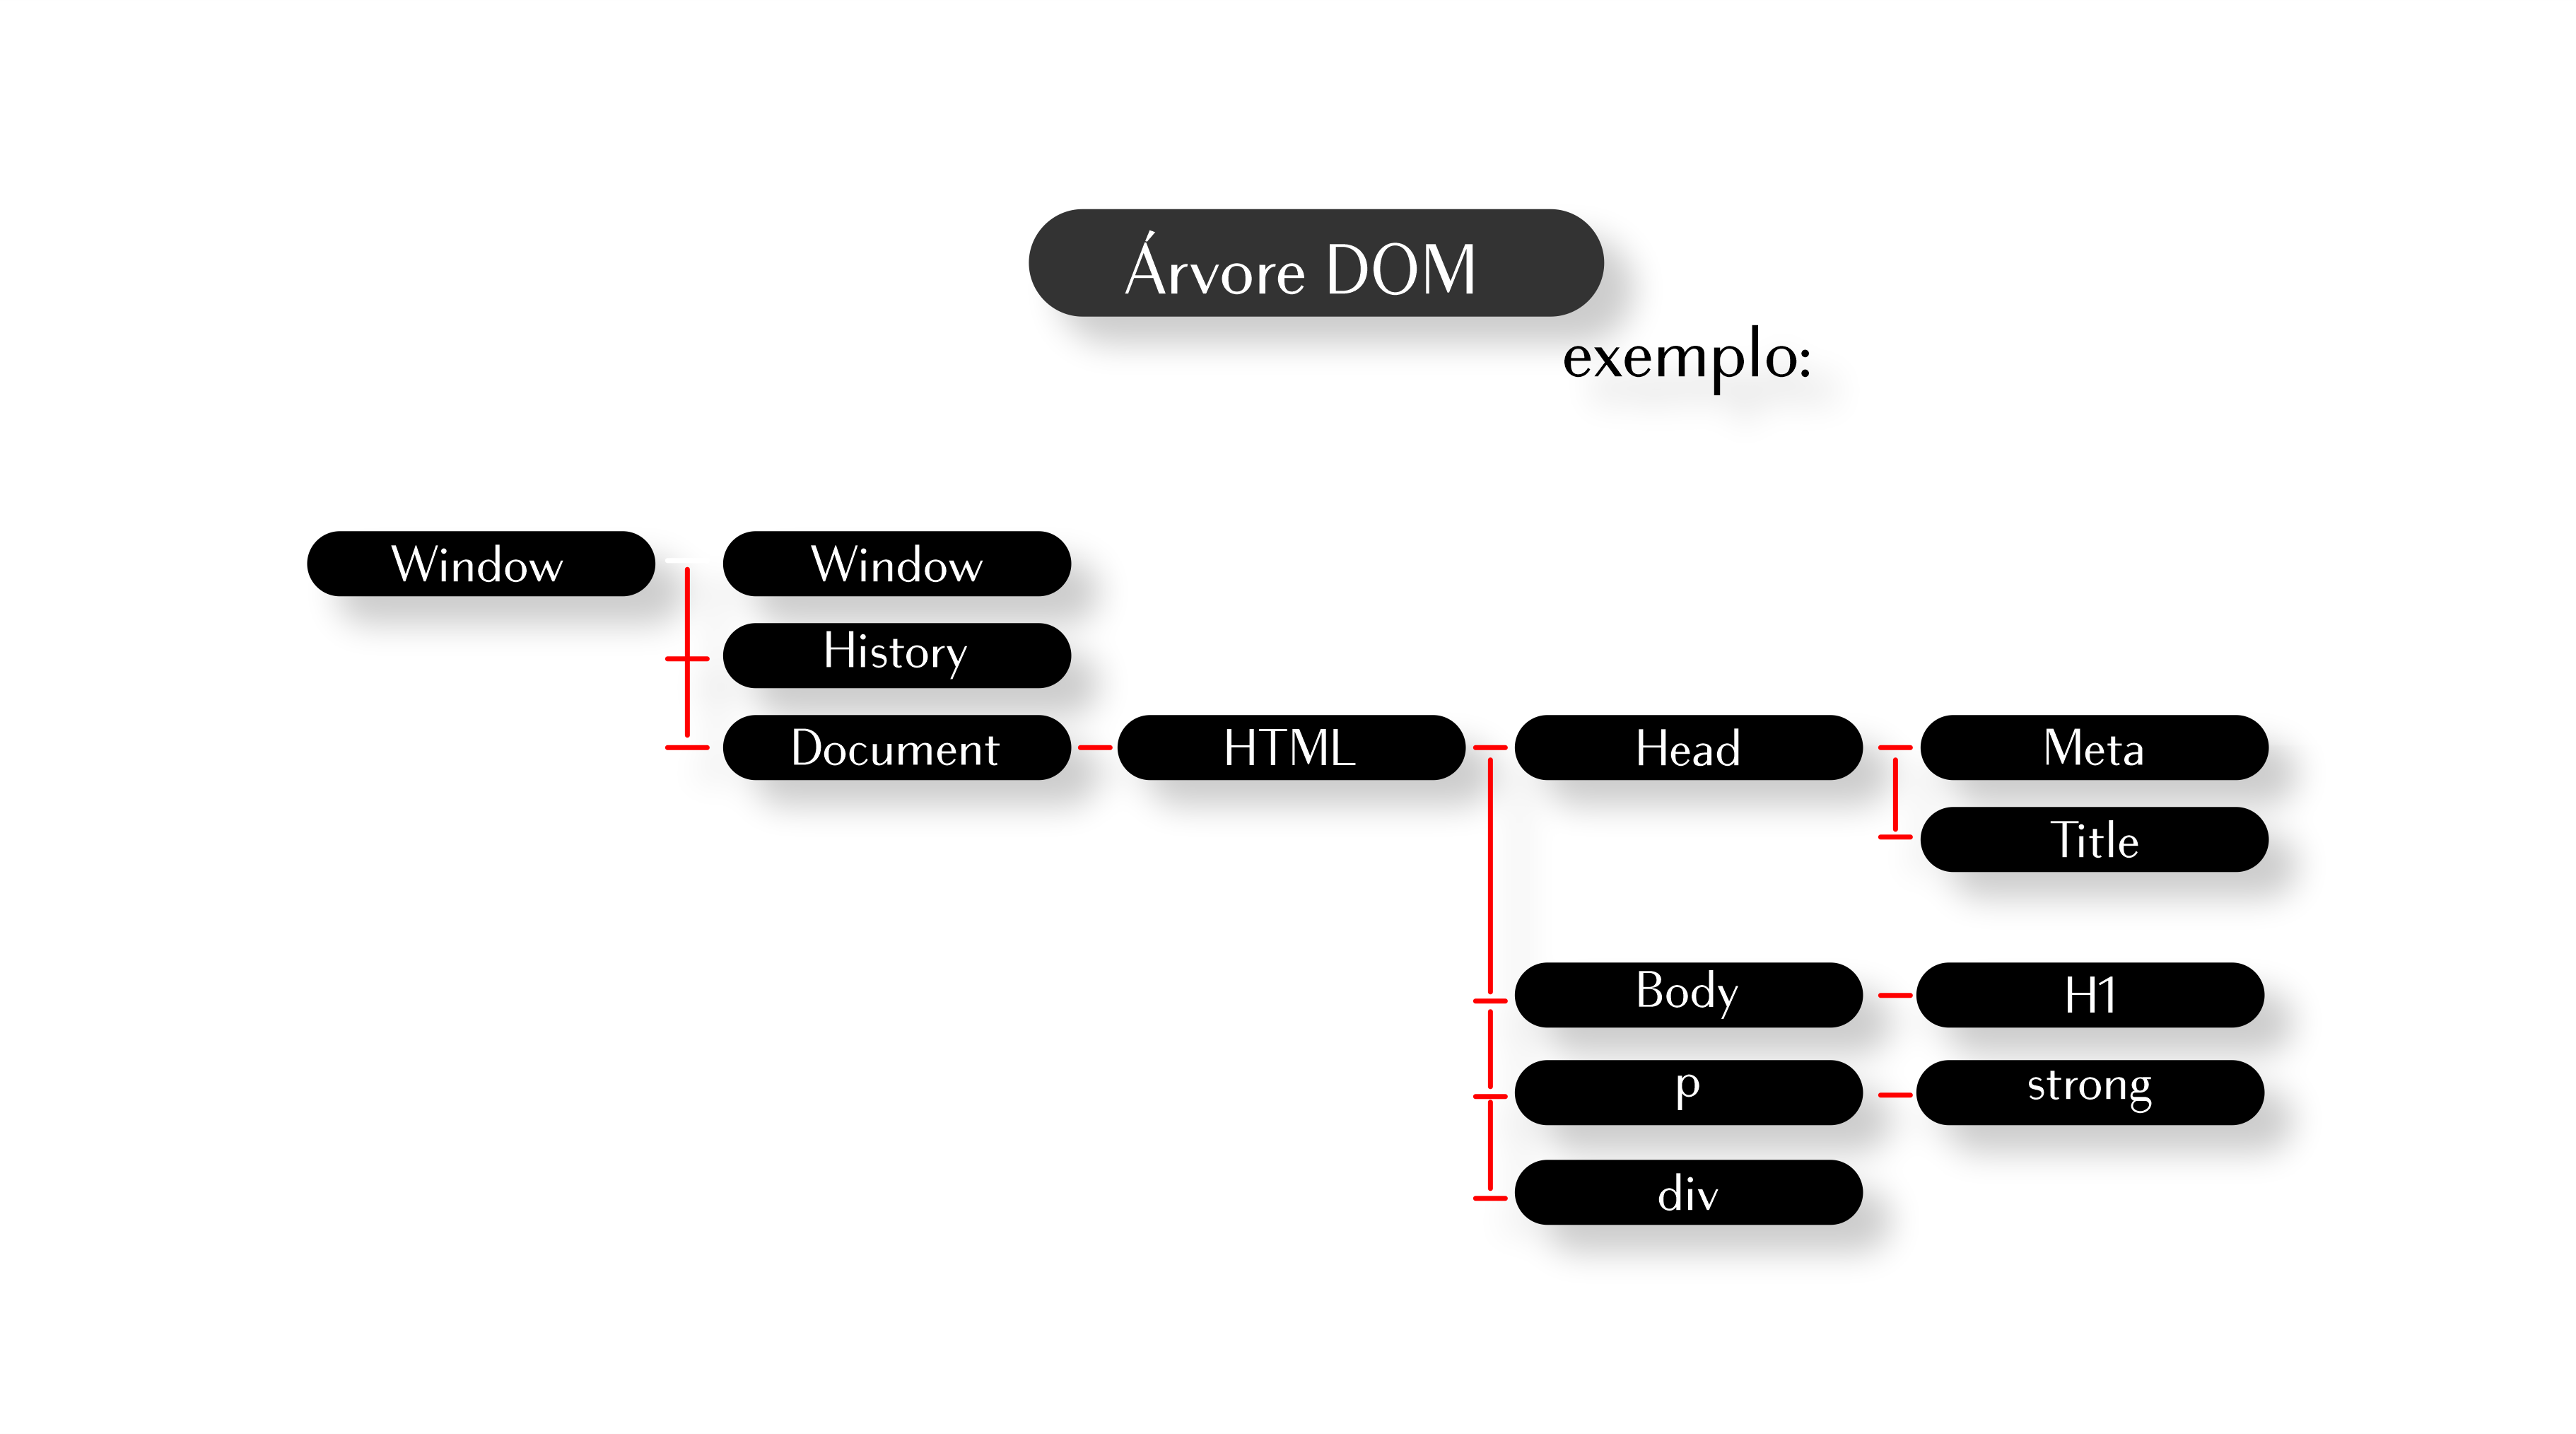 Árvore DOM
exemplo:
Window
Window
History
Document
HTML
Head
Meta
Title
Body
H1
p
strong
div